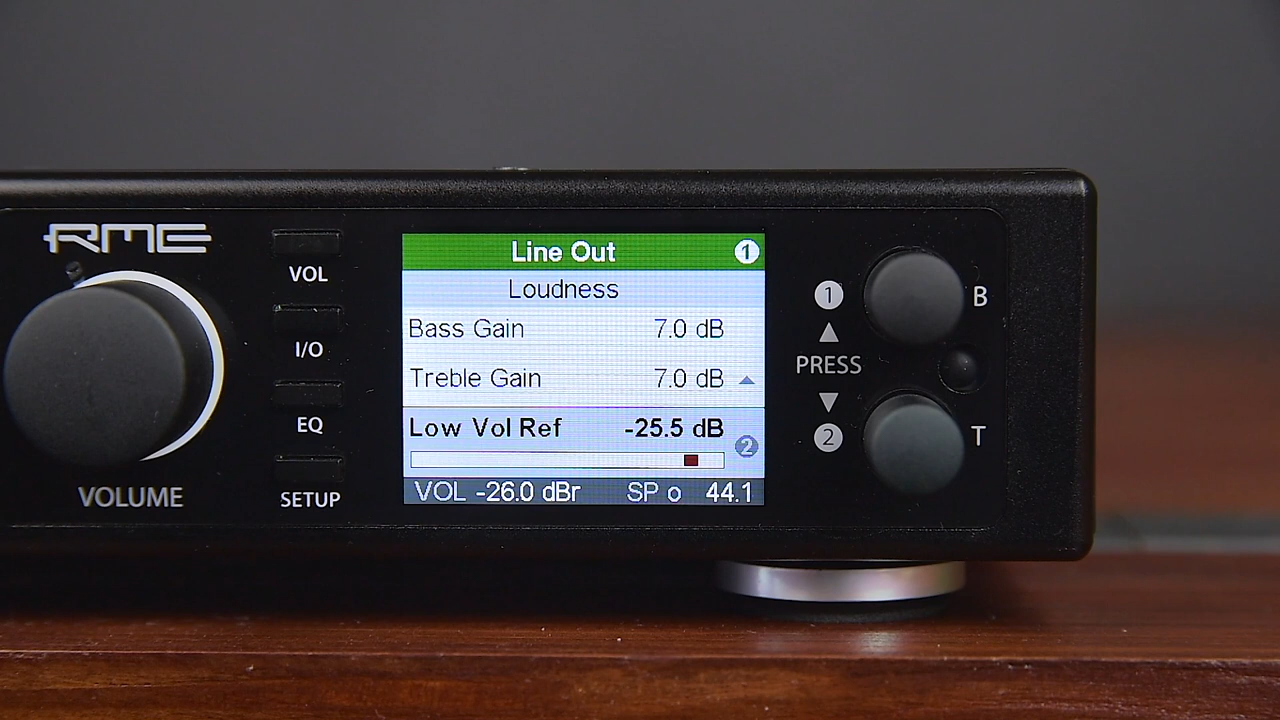 RME
VOLUME
VOL
I/O
EQ
SETUP
Line Out 1
Loudness
Bass Gain 7.0 dB
Treble Gain 7.0 dB
Low Vol Ref -25.5 dB
2
VOL -26.0 dBr SP o 44.1
1
PRESS
2
B
T